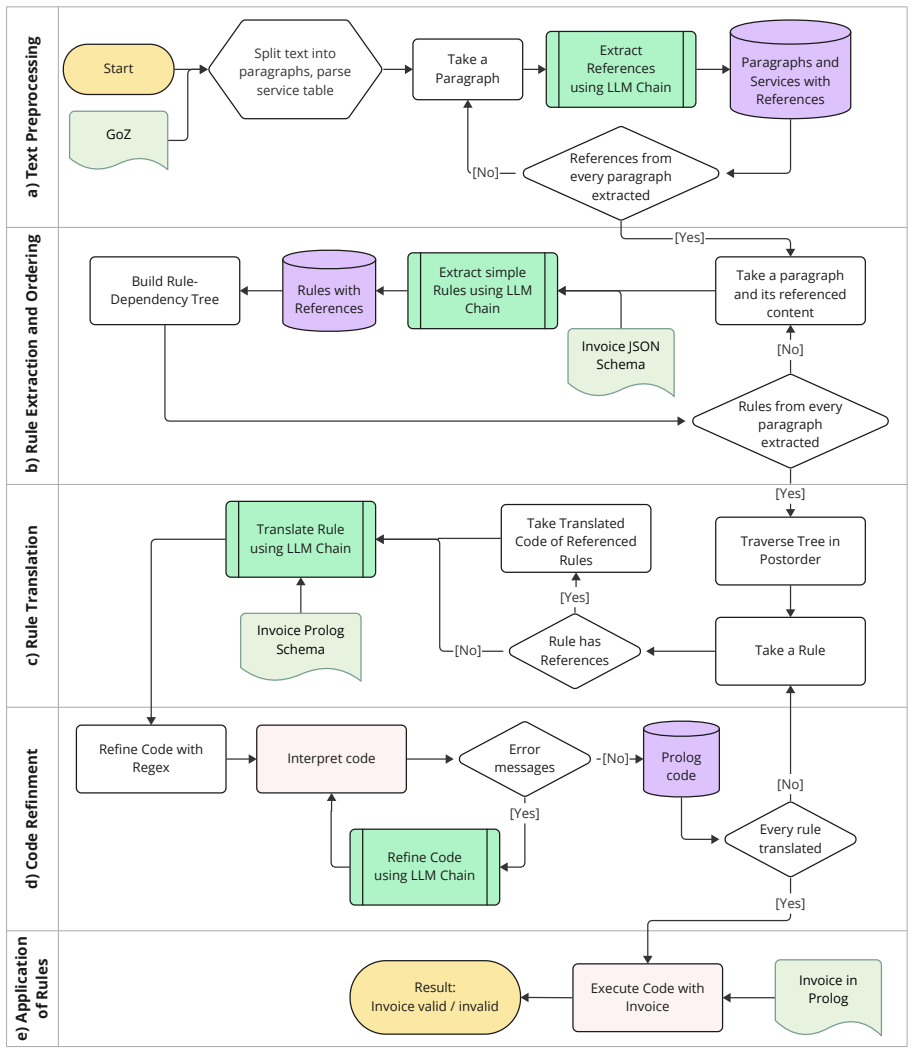 a) Text Preprocessing
Start
GoZ
Split text into
paragraphs, parse
service table
Take a
Paragraph
Extract
References
using LLM Chain
Paragraphs and
Services with
References
References from
every paragraph
extracted
[No]
[Yes]
b) Rule Extraction and Ordering
Build Rule-
Dependency Tree
Rules with
References
Extract simple
Rules using LLM
Chain
Invoice JSON
Schema
Take a paragraph
and its referenced
content
[No]
Rules from every
paragraph
extracted
[Yes]
c) Rule Translation
Translate Rule
using LLM Chain
Invoice Prolog
Schema
Take Translated
Code of Referenced
Rules
[Yes]
Rule has
References
[No]
Traverse Tree in
Postorder
Take a Rule
d) Code Refinment
Refine Code with
Regex
Interpret code
Error
messages
[No]
[Yes]
Refine Code
using LLM Chain
Prolog
code
[No]
Every rule
translated
[Yes]
e) Application
of Rules
Result:
Invoice valid / invalid
Execute Code with
Invoice
Invoice in
Prolog